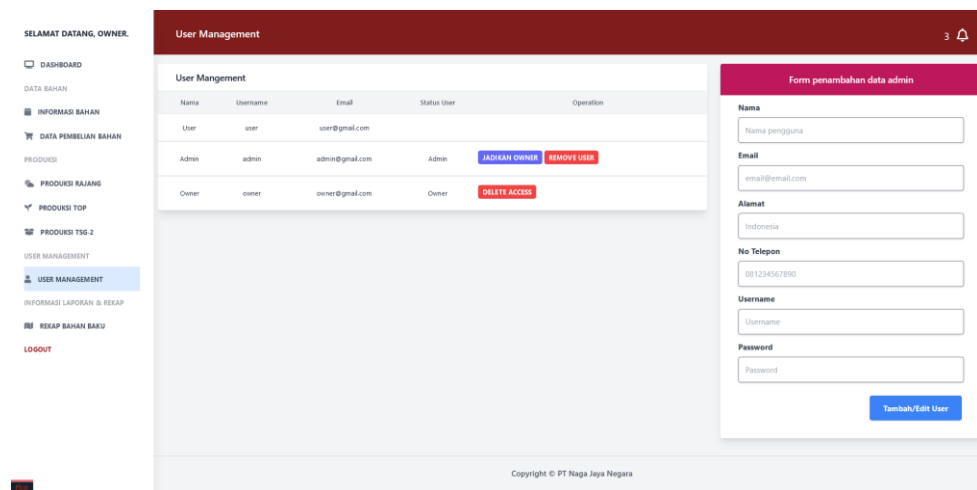 SELAMAT DATANG, OWNER.
DASHBOARD
DATA BAHAN
INFORMASI BAHAN
DATA PEMBELIAN BAHAN
PRODUKSI
PRODUKSI RAJANG
PRODUKSI TOP
PRODUKSI TSG-2
USER MANAGEMENT
USER MANAGEMENT
INFORMASI LAPORAN & REKAP
REKAP BAHAN BAKU
LOGOUT
User Management
3
User Mangement
Nama Username Email Status User Operation
User user user@gmail.com
Admin admin admin@gmail.com Admin JADIKAN OWNER REMOVE USER
Owner owner owner@gmail.com Owner DELETE ACCESS
Form penambahan data admin
Nama
Nama pengguna
Email
email@email.com
Alamat
Indonesia
No Telepon
081234567890
Username
Username
Password
Password
Tambah/Edit User
Copyright © PT Naga Jaya Negara